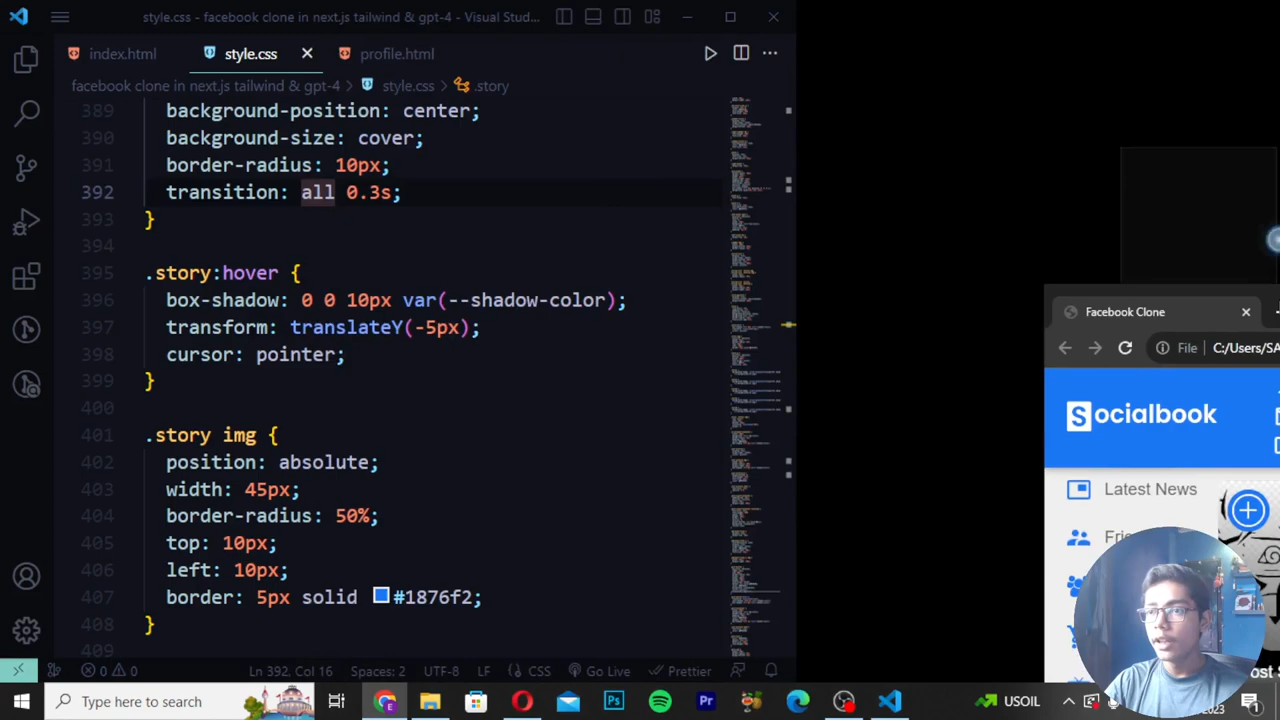 style.css - facebook clone in next.js tailwind & gpt-4 - Visual Stud...
index.html
style.css
profile.html
facebook clone in next.js tailwind & gpt-4 > style.css > .story
389 background-position: center;
390 background-size: cover;
391 border-radius: 10px;
392 transition: all 0.3s;
393 }
394
395 .story:hover {
396 box-shadow: 0 0 10px var(--shadow-color);
397 transform: translateY(-5px);
398 cursor: pointer;
399 }
400
401 .story img {
402 position: absolute;
403 width: 45px;
404 border-radius: 50%;
405 top: 10px;
406 left: 10px;
407 border: 5px solid #1876f2
408 }
409
Facebook Clone
File C:/Users/SA
Socialbook
Latest News
Frie
ost S
0 0 Ln 392, Col 16 Spaces: 2 UTF-8 LF {} CSS Go Live Prettier
Type here to search
USOIL
2023
1